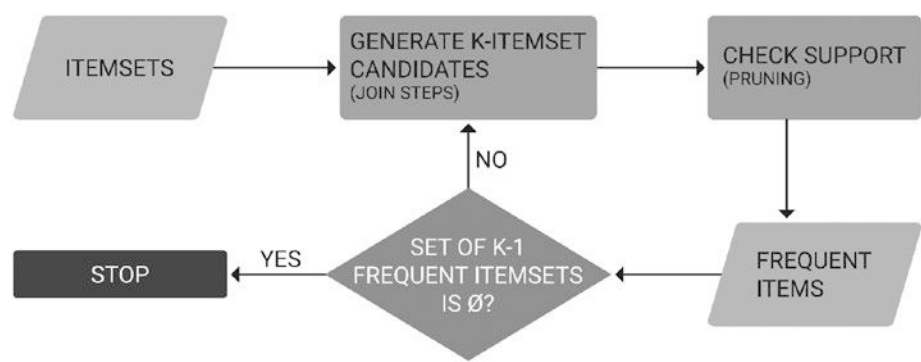 ITEMSETS
GENERATE K-ITEMSET
CANDIDATES
(JOIN STEPS)
CHECK SUPPORT
(PRUNING)
NO
SET OF K-1
FREQUENT ITEMSETS
IS Ø?
YES
STOP
FREQUENT
ITEMS